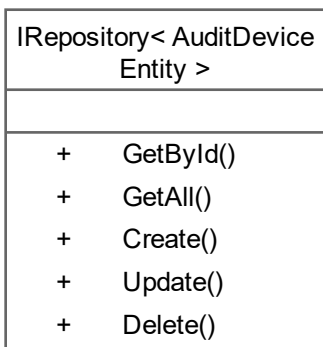 IRepository< AuditDevice
Entity >
+ GetById()
+ GetAll()
+ Create()
+ Update()
+ Delete()